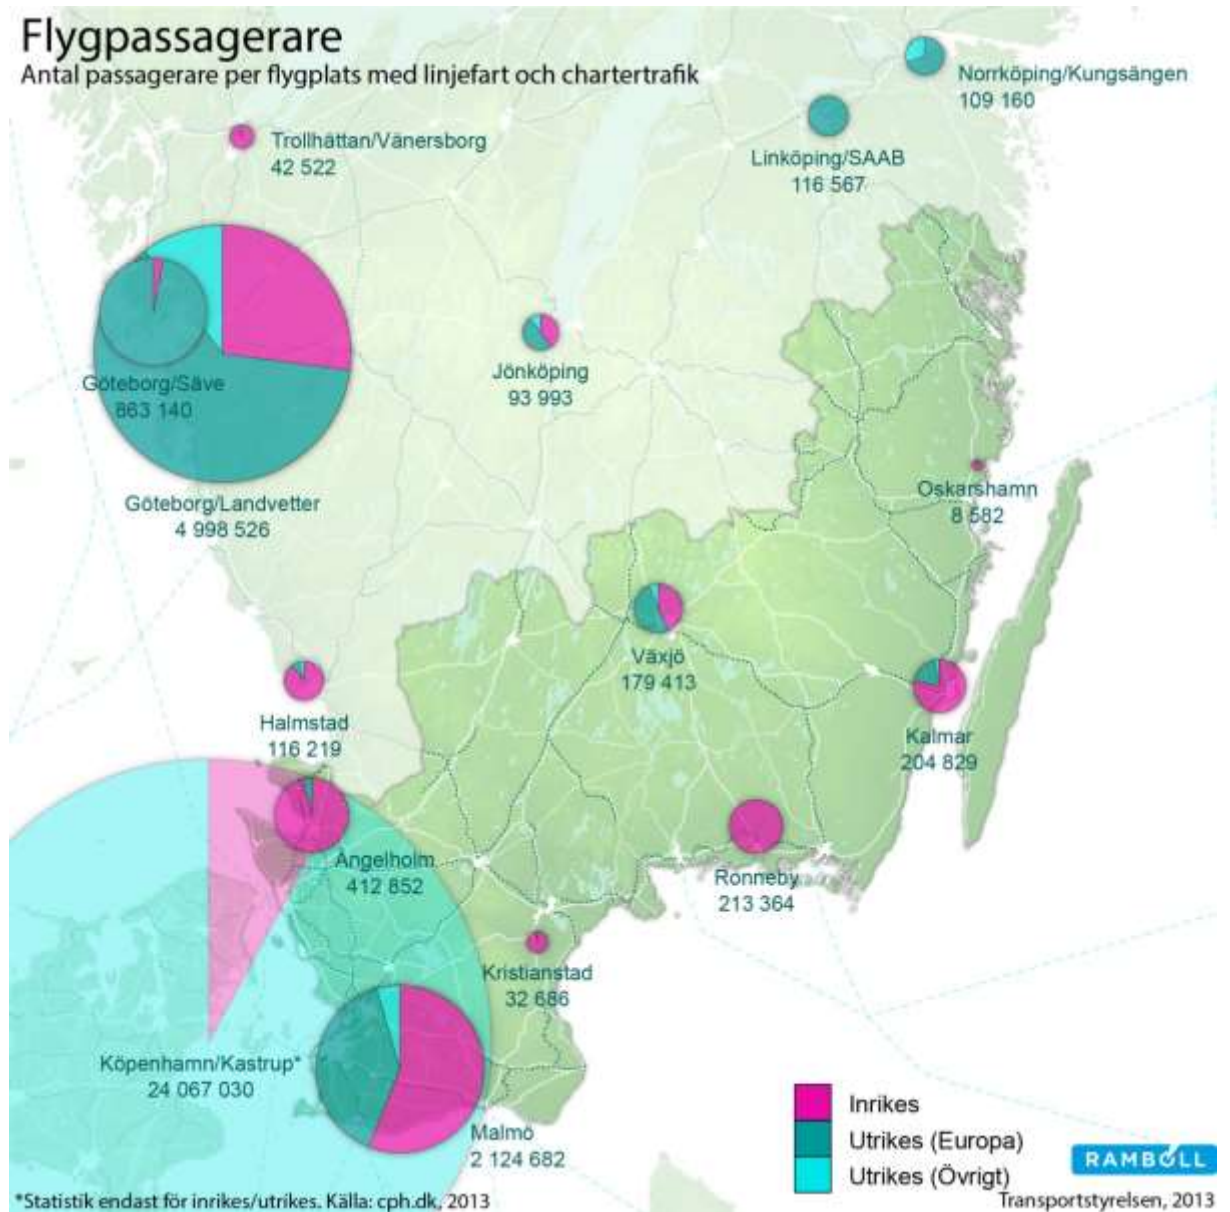 Flygpassagerare
Antal passagerare per flygplats med linjefart och chartertrafik
Norrköping/Kungsängen
109 160
Trollhättan/Vänersborg
42 522
Linköping/SAAB
116 567
Göteborg/Säve
863 140
Jönköping
93 993
Göteborg/Landvetter
4 998 526
Oskarshamn
8 582
Växjö
179 413
Halmstad
116 219
Kalmar
204 829
Ängelholm
412 852
Ronneby
213 364
Kristianstad
32 686
Köpenhamn/Kastrup*
24 067 030
Malmö
2 124 682
Inrikes
Utrikes (Europa)
Utrikes (Övrigt)
RAMBOLL
*Statistik endast för inrikes/utrikes. Källa: cph.dk, 2013
Transportstyrelsen, 2013